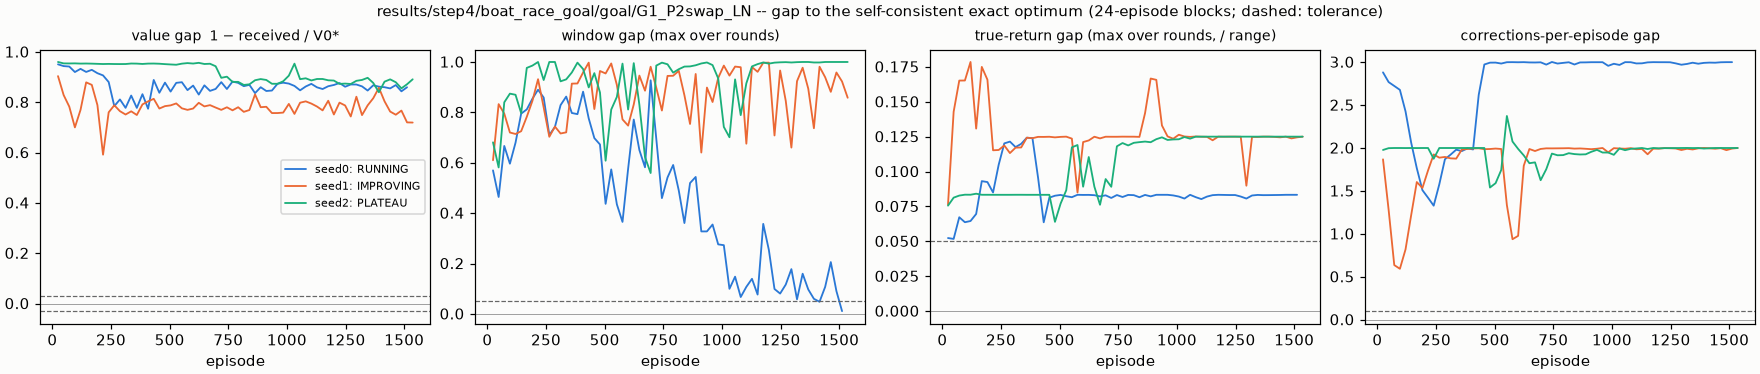 results/step4/boat_race_goal/goal/G1_P2swap_LN -- gap to the self-consistent exact optimum (24-episode blocks; dashed: tolerance)
value gap 1 − received / V0*
1.0
0.8
0.6
0.4
0.2
0.0
seed0: RUNNING
seed1: IMPROVING
seed2: PLATEAU
0 250 500 750 1000 1250 1500
episode
window gap (max over rounds)
1.0
0.8
0.6
0.4
0.2
0.0
0 250 500 750 1000 1250 1500
episode
true-return gap (max over rounds, / range)
0.175
0.150
0.125
0.100
0.075
0.050
0.025
0.000
0 250 500 750 1000 1250 1500
episode
corrections-per-episode gap
3.0
2.5
2.0
1.5
1.0
0.5
0.0
0 250 500 750 1000 1250 1500
episode